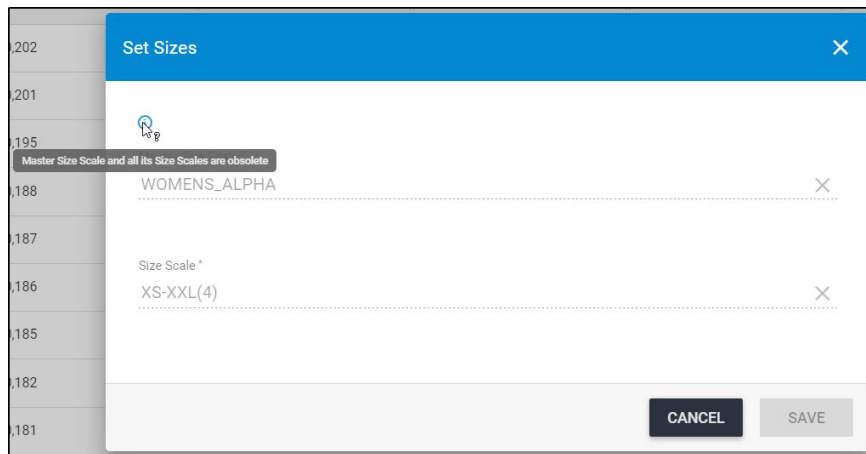 ,202
Set Sizes
,201
,195
Master Size Scale and all its Size Scales are obsolete
,188
WOMENS_ALPHA
,187
Size Scale *
,186
XS-XXL(4)
,185
,182
CANCEL
SAVE
,181